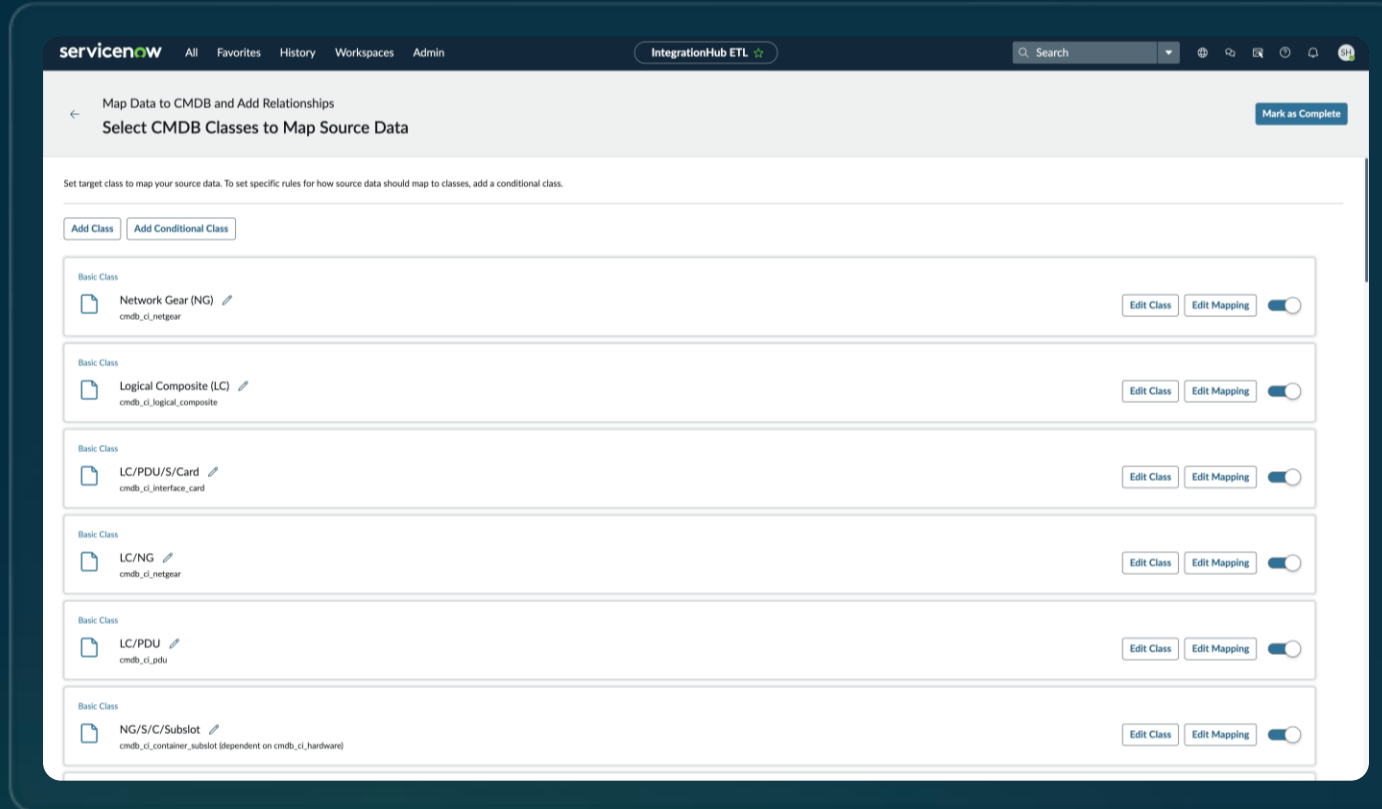 servicenow All Favorites History Workspaces Admin IntegrationHub ETL Search SH
Map Data to CMDB and Add Relationships
Select CMDB Classes to Map Source Data
Mark as Complete
Set target class to map your source data. To set specific rules for how source data should map to classes, add a conditional class.
Add Class Add Conditional Class
Basic Class
Network Gear (NG)
cmdb_ci_netgear
Edit Class Edit Mapping
Basic Class
Logical Composite (LC)
cmdb_ci_logical_composite
Edit Class Edit Mapping
Basic Class
LC/PDU/S/Card
cmdb_ci_interface_card
Edit Class Edit Mapping
Basic Class
LC/NG
cmdb_ci_netgear
Edit Class Edit Mapping
Basic Class
LC/PDU
cmdb_ci_pdu
Edit Class Edit Mapping
Basic Class
NG/S/C/Subslot
cmdb_ci_container_subslot (dependent on cmdb_ci_hardware)
Edit Class Edit Mapping